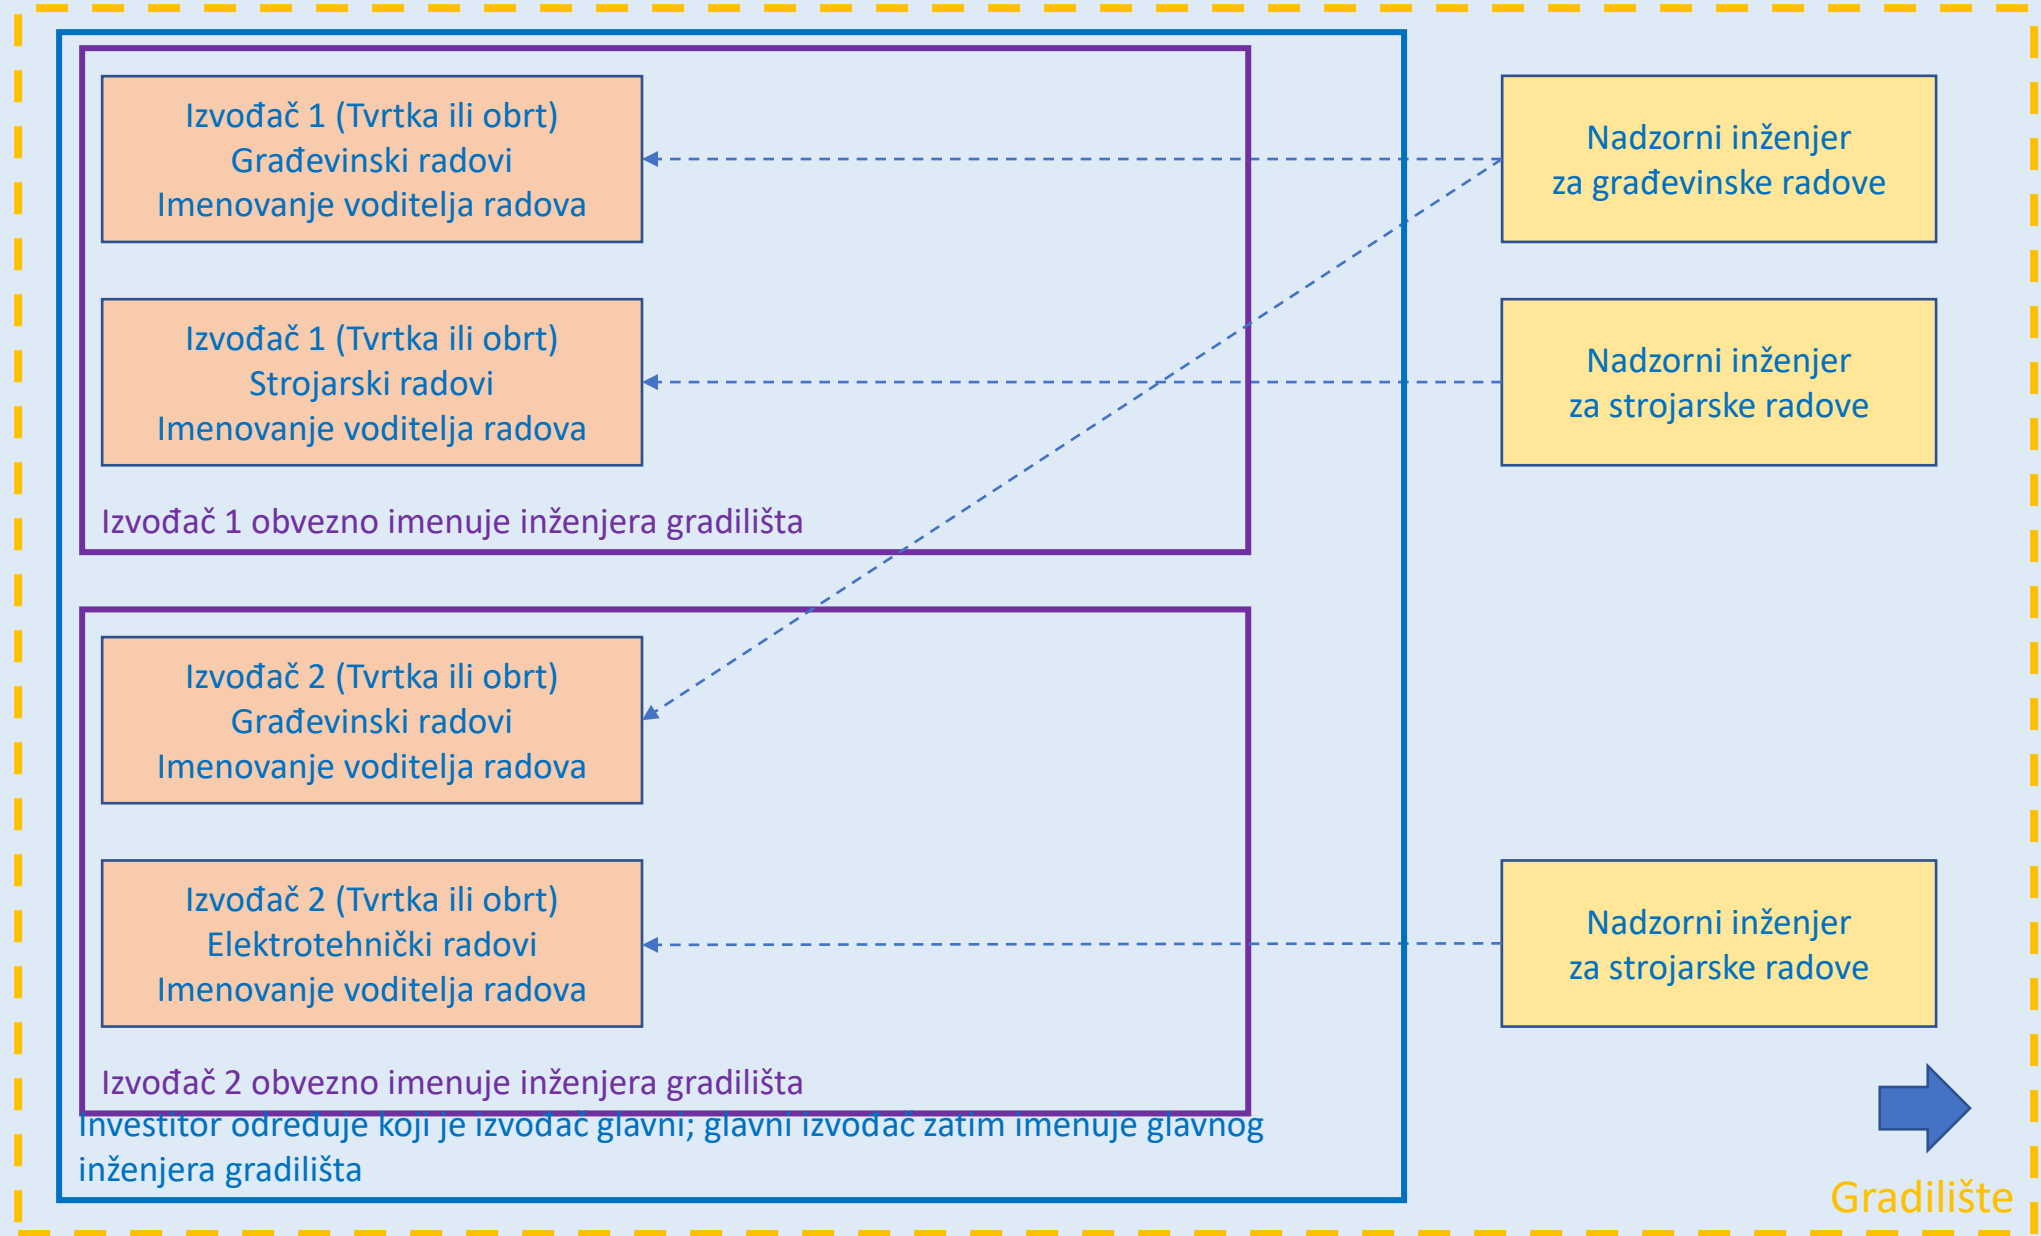 Izvođač 1 (Tvrtka ili obrt)
Građevinski radovi
Imenovanje voditelja radova
Nadzorni inženjer
za građevinske radove
Izvođač 1 (Tvrtka ili obrt)
Strojarski radovi
Imenovanje voditelja radova
Nadzorni inženjer
za strojarske radove
Izvođač 1 obvezno imenuje inženjera gradilišta
Izvođač 2 (Tvrtka ili obrt)
Građevinski radovi
Imenovanje voditelja radova
Izvođač 2 (Tvrtka ili obrt)
Elektrotehnički radovi
Imenovanje voditelja radova
Nadzorni inženjer
za strojarske radove
Izvođač 2 obvezno imenuje inženjera gradilišta
Investitor određuje koji je izvođač glavni; glavni izvođač zatim imenuje glavnog
inženjera gradilišta
Gradilište